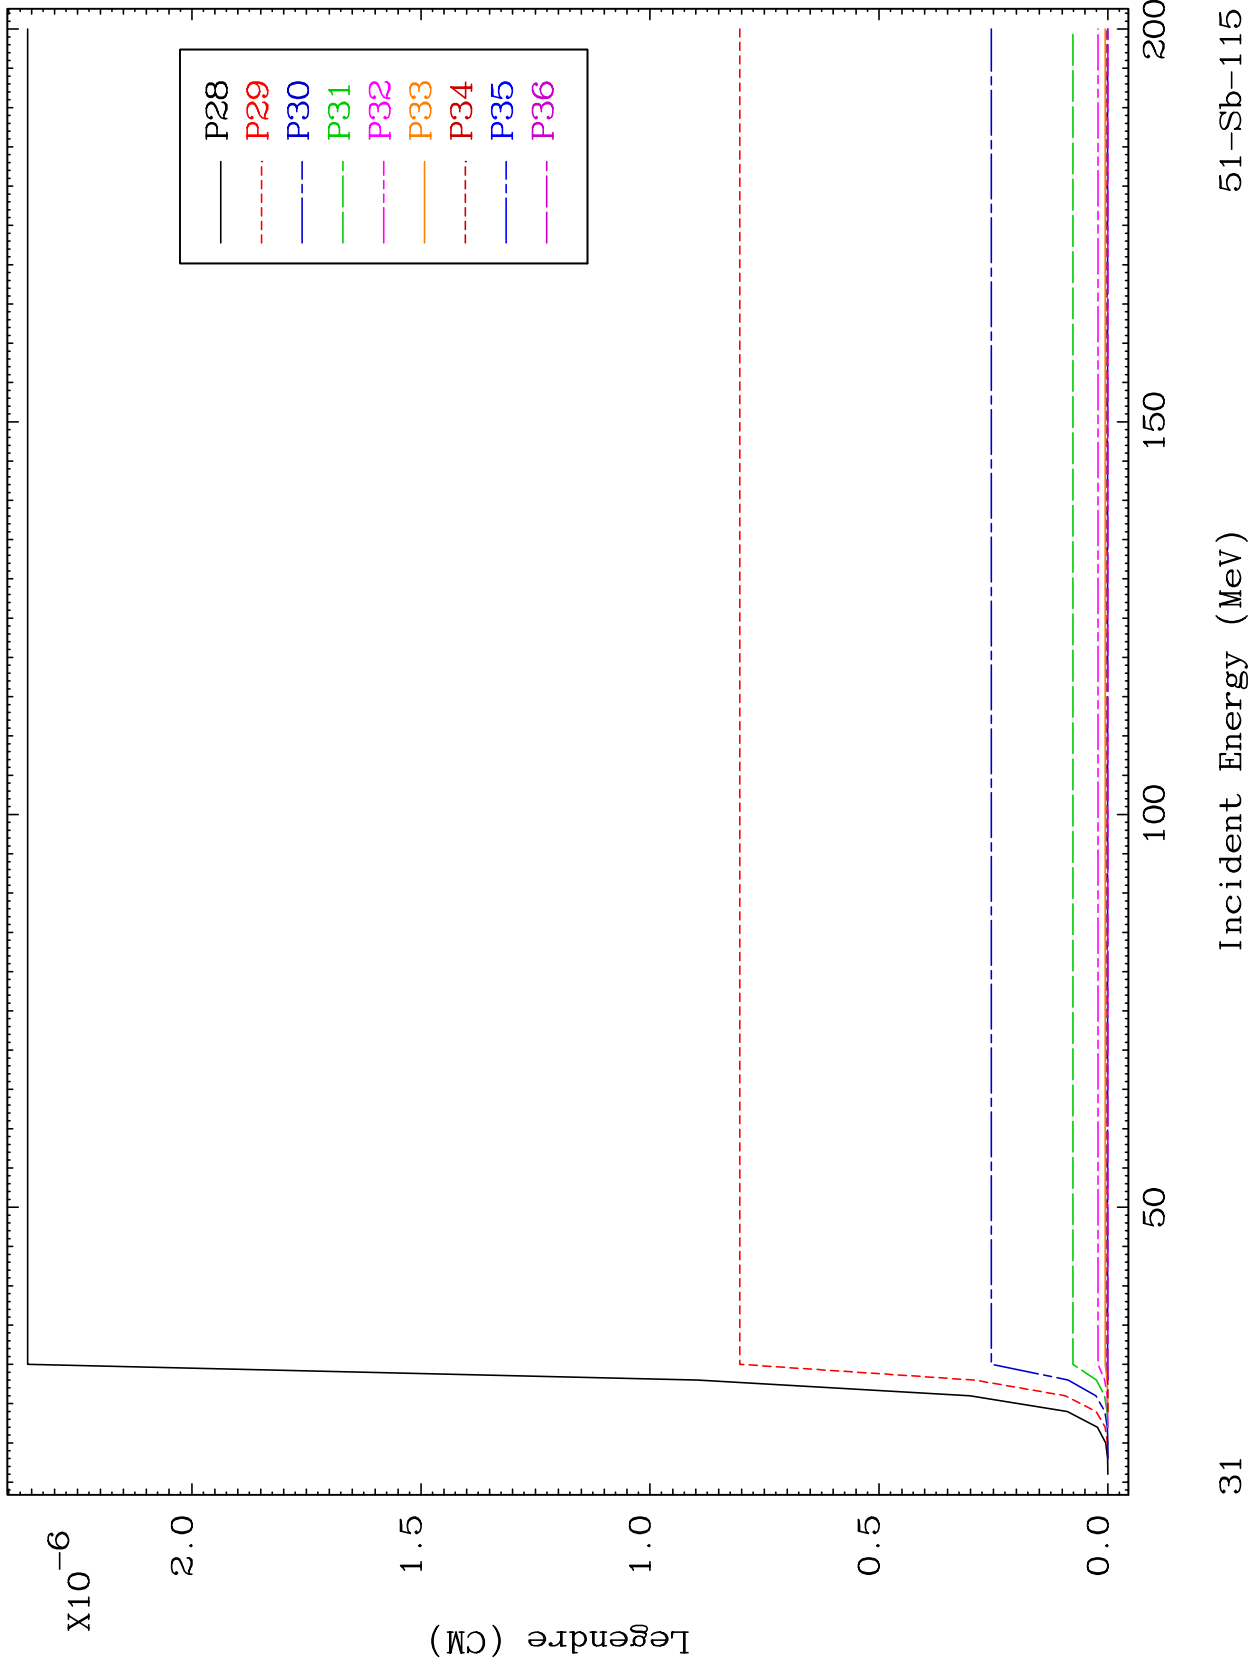 X10⁻⁶
2.0
1.5
1.0
0.5
0.0
Legendre (CM)
P28
P29
P30
P31
P32
P33
P34
P35
P36
50
100
150
200
Incident Energy (MeV)
31
51-Sb-115